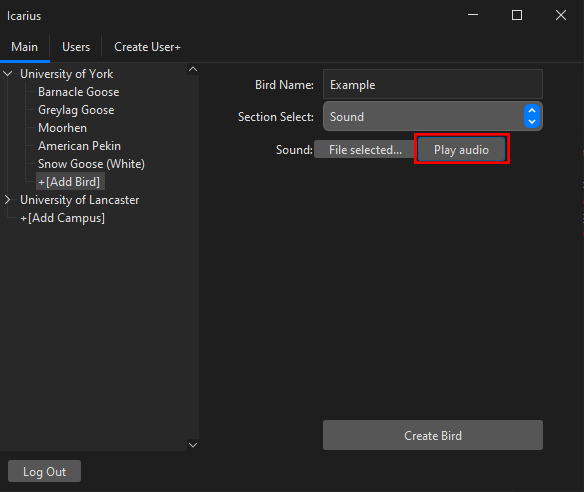 Icarius
Main Users Create User+
University of York
Barnacle Goose
Greylag Goose
Moorhen
American Pekin
Snow Goose (White)
+[Add Bird]
University of Lancaster
+[Add Campus]
Bird Name: Example
Section Select: Sound
Sound: File selected... Play audio
Create Bird
Log Out